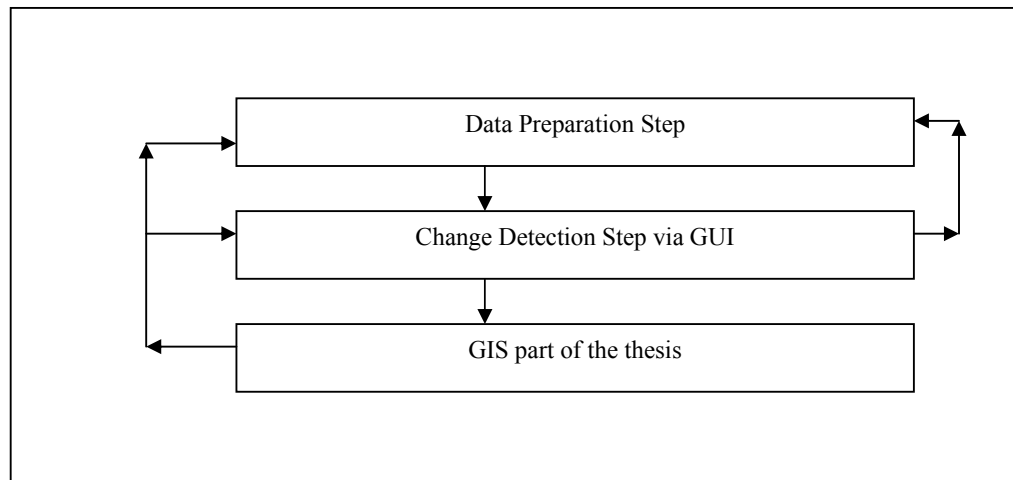 Data Preparation Step
Change Detection Step via GUI
GIS part of the thesis